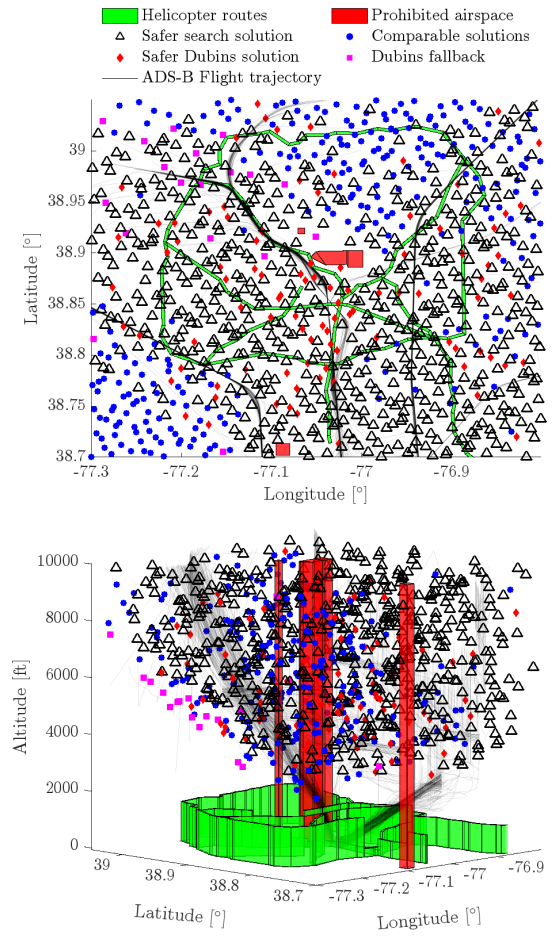 Helicopter routes Prohibited airspace
Safer search solution Comparable solutions
Safer Dubins solution Dubins fallback
ADS-B Flight trajectory
39
38.95
38.9
38.85
38.8
38.75
38.7
Latitude [°]
-77.3 -77.2 -77.1 -77 -76.9
Longitude [°]
10000
8000
6000
4000
2000
0
Altitude [ft]
39 38.9 38.8 38.7
-77.3 -77.2 -77.1 -77 -76.9
Latitude [°] Longitude [°]